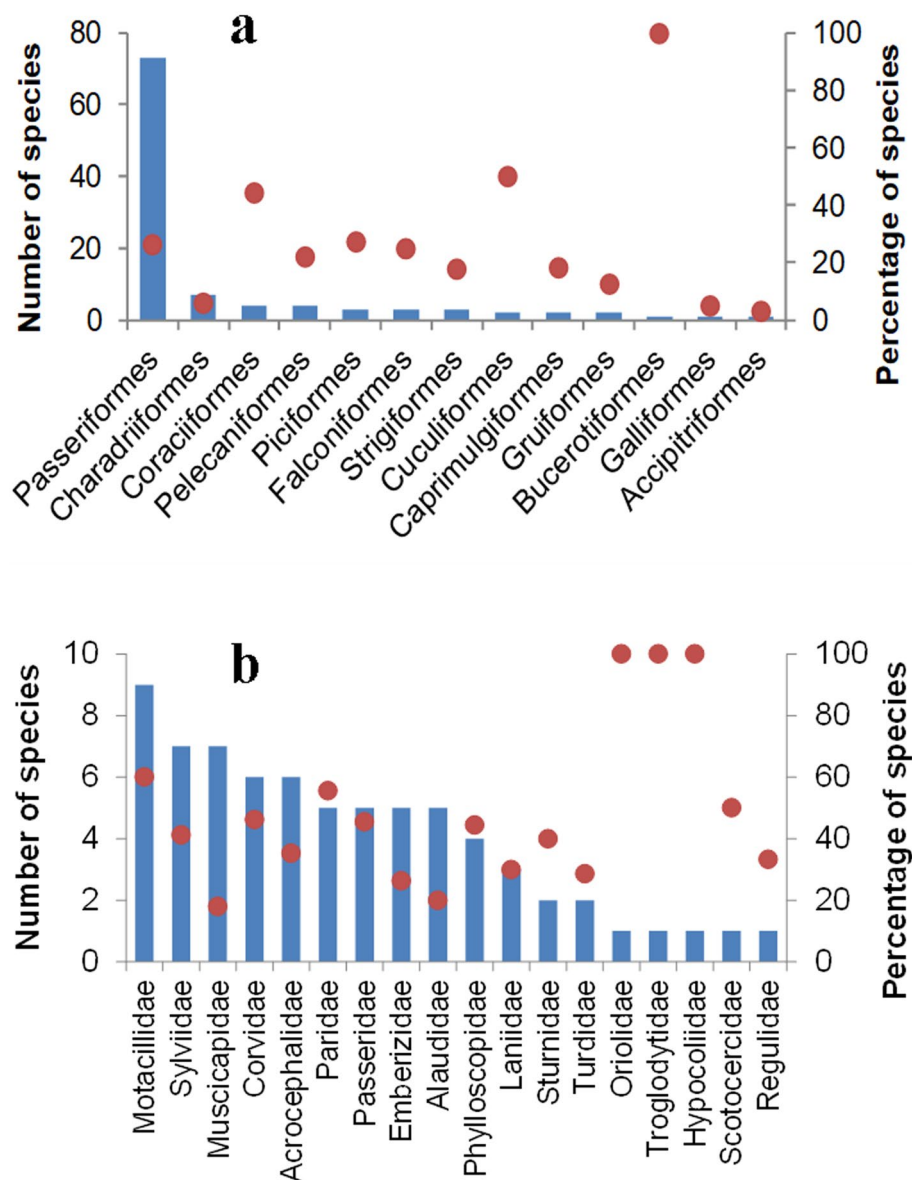 a
Number of species
80
60
40
20
0
100
80
60
40
20
0
Percentage of species
Passeriformes
Charadriiformes
Coraciiformes
Pelecaniformes
Piciformes
Falconiformes
Strigiformes
Cuculiformes
Caprimulgiformes
Gruiformes
Bucerotiformes
Galliformes
Accipitriformes
b
Number of species
10
8
6
4
2
0
100
80
60
40
20
0
Percentage of species
Motacillidae
Sylviidae
Muscicapidae
Corvidae
Acrocephalidae
Paridae
Passeridae
Emberizidae
Alaudidae
Phylloscopidae
Laniidae
Sturnidae
Turdidae
Oriolidae
Troglodytidae
Hypocoliidae
Scotocercidae
Regulidae